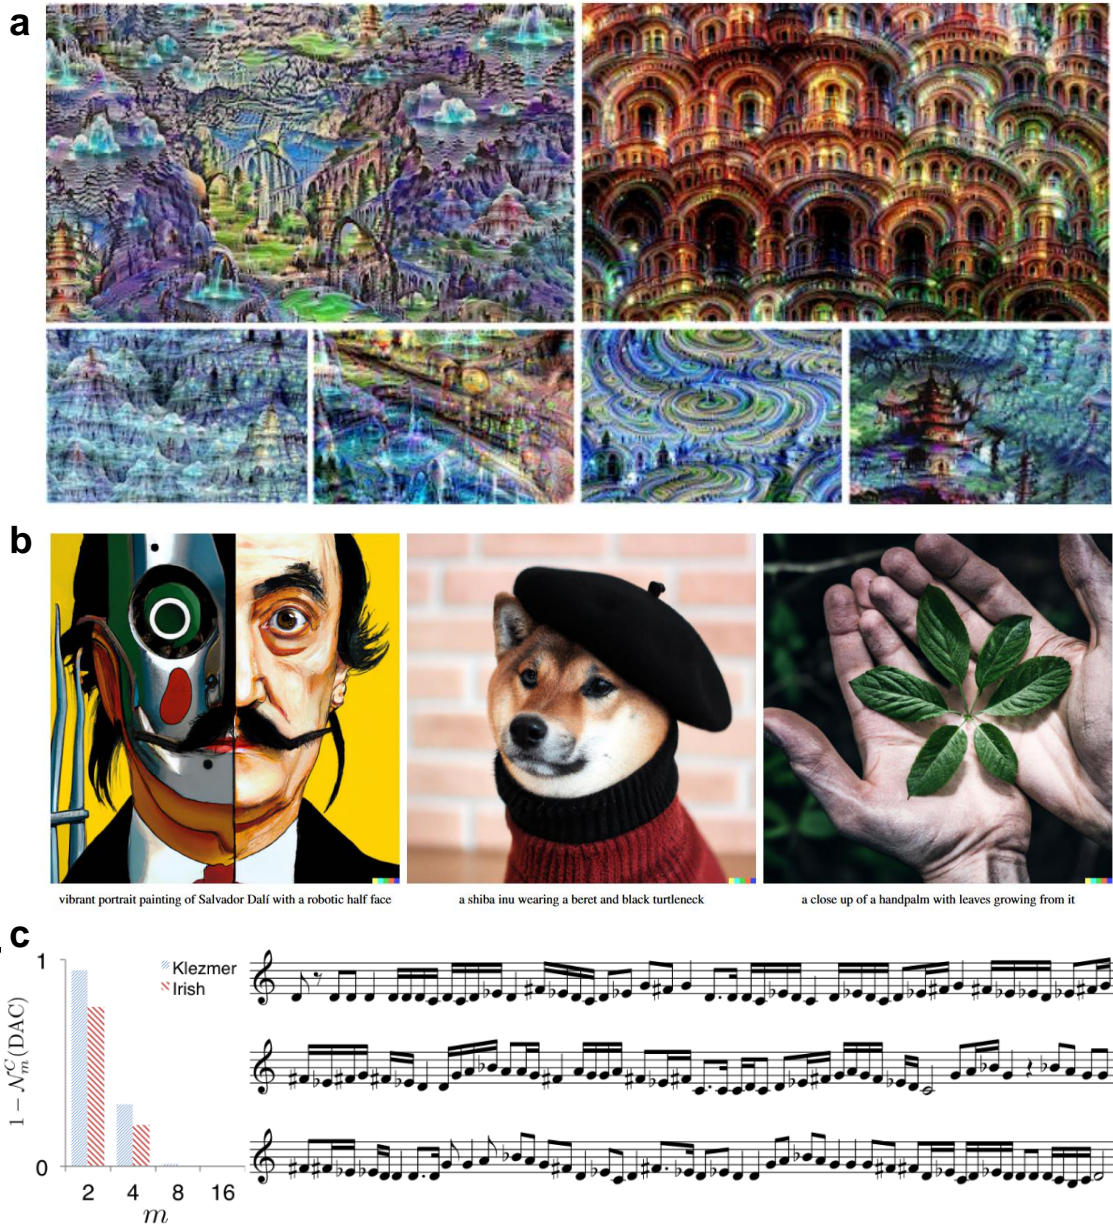 a
b
vibrant portrait painting of Salvador Dalí with a robotic half face
a shiba inu wearing a beret and black turtleneck
a close up of a handpalm with leaves growing from it
c
1
Klezmer
Irish
1 − 𝒩ₘᶜ(DAC)
0
2 4 8 16
m